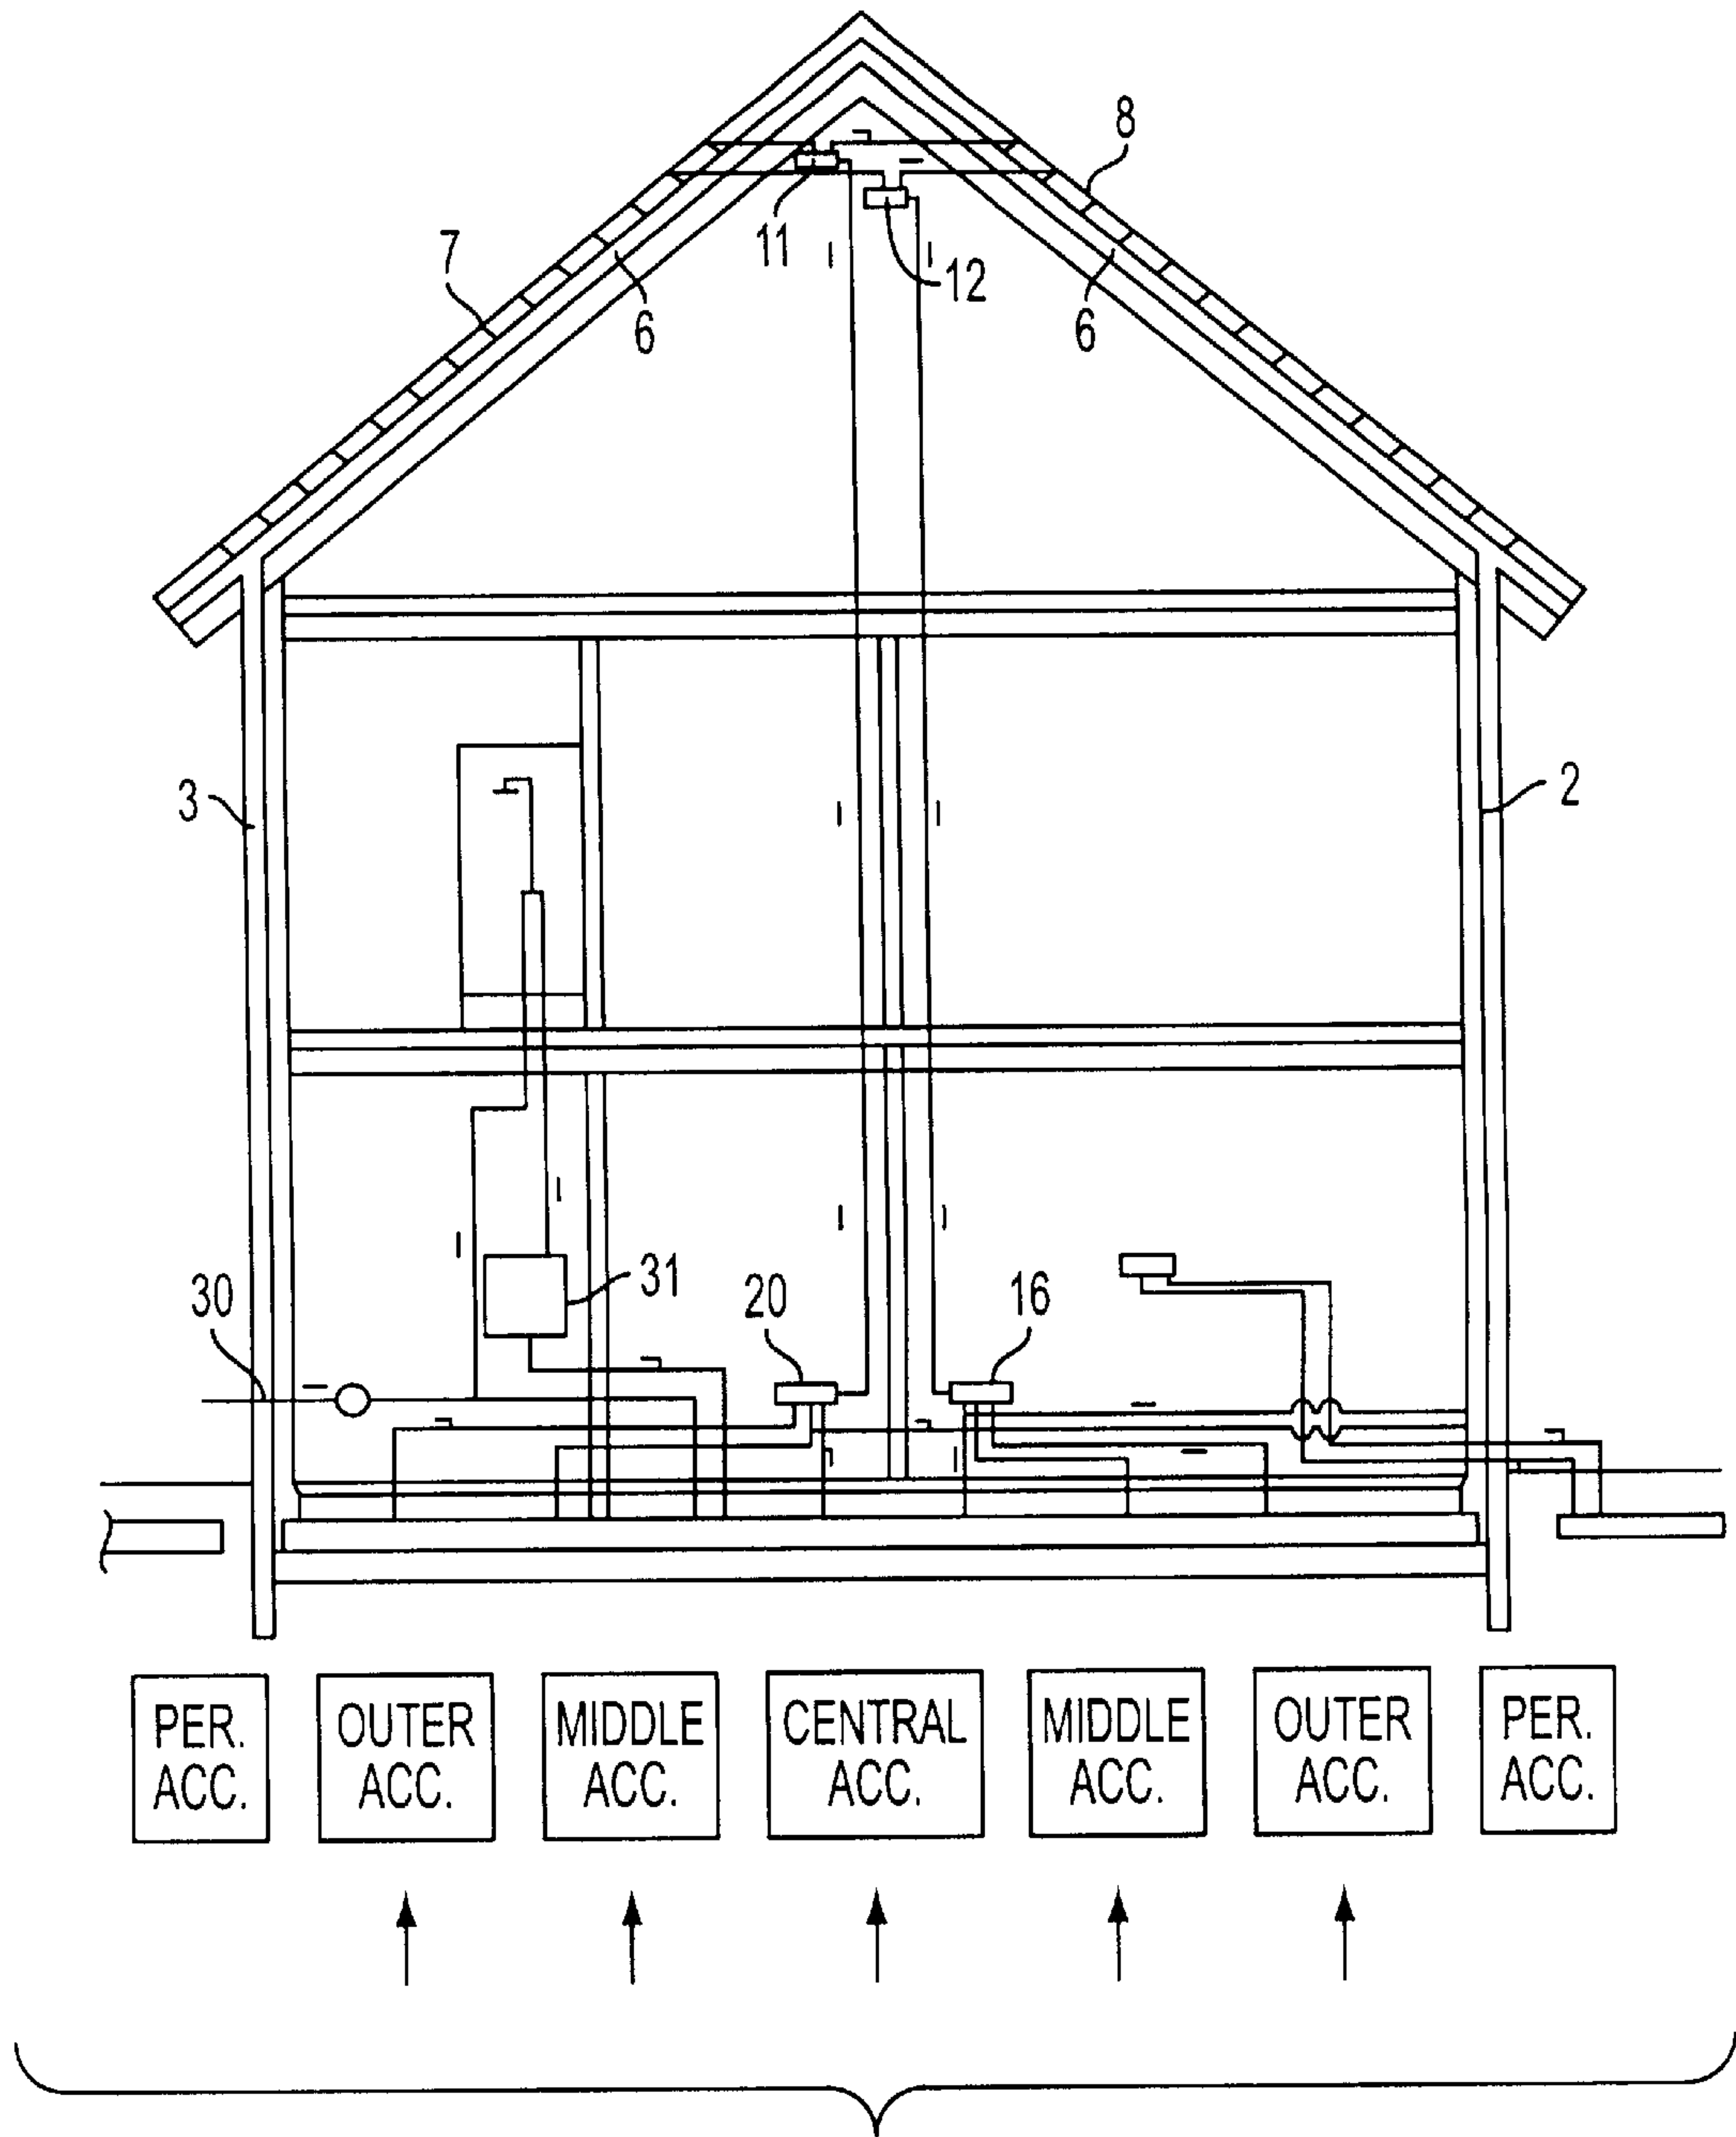 8
7
11
12
6
6
3
2
31
30
20
16
PER.
ACC.
OUTER
ACC.
MIDDLE
ACC.
CENTRAL
ACC.
MIDDLE
ACC.
OUTER
ACC.
PER.
ACC.